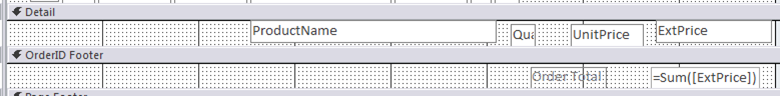 Detail
ProductName Qua UnitPrice ExtPrice
OrderID Footer
Order Total =Sum([ExtPrice])